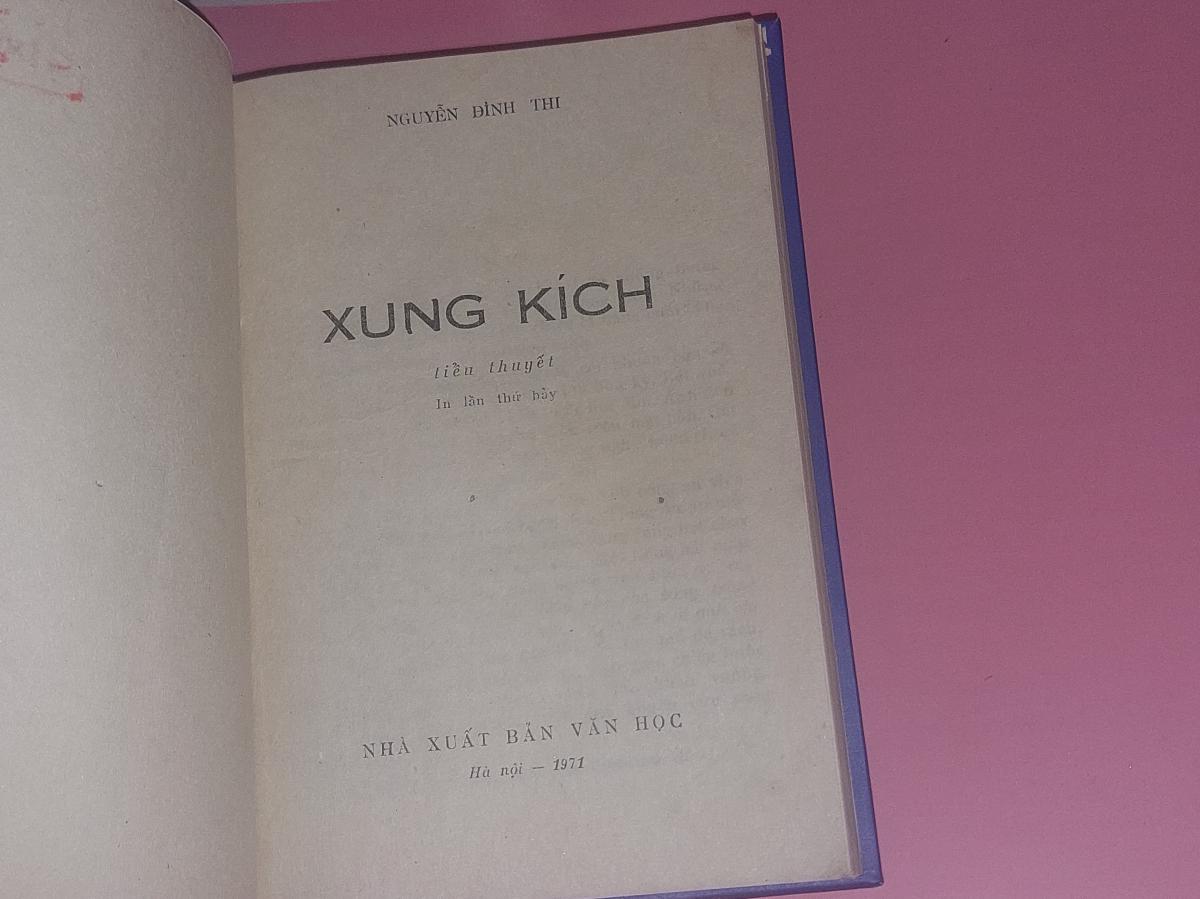 NGUYỄN ĐÌNH THI
XUNG KÍCH
tiểu thuyết
In lần thứ bảy
NHÀ XUẤT BẢN VĂN HỌC
Hà nội — 1971